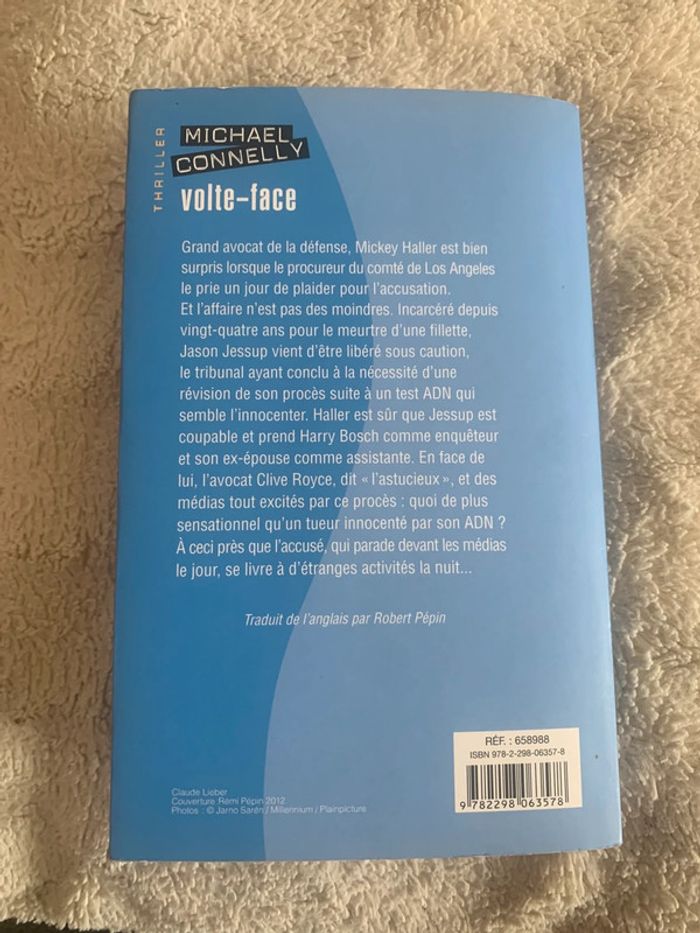 THRILLER
MICHAEL
CONNELLY
volte-face
Grand avocat de la défense, Mickey Haller est bien
surpris lorsque le procureur du comté de Los Angeles
le prie un jour de plaider pour l'accusation.
Et l'affaire n'est pas des moindres. Incarcéré depuis
vingt-quatre ans pour le meurtre d'une fillette,
Jason Jessup vient d'être libéré sous caution,
le tribunal ayant conclu à la nécessité d'une
révision de son procès suite à un test ADN qui
semble l'innocenter. Haller est sûr que Jessup est
coupable et prend Harry Bosch comme enquêteur
et son ex-épouse comme assistante. En face de
lui, l'avocat Clive Royce, dit « l'astucieux », et des
médias tout excités par ce procès : quoi de plus
sensationnel qu'un tueur innocenté par son ADN ?
À ceci près que l'accusé, qui parade devant les médias
le jour, se livre à d'étranges activités la nuit...
Traduit de l'anglais par Robert Pépin
RÉF. : 658988
ISBN 978-2-298-06357-8
9 782298 063578
Claude Lieber
Couverture Rémi Pépin 2012
Photos : © Jarno Sarén / Millennium / Plainpicture